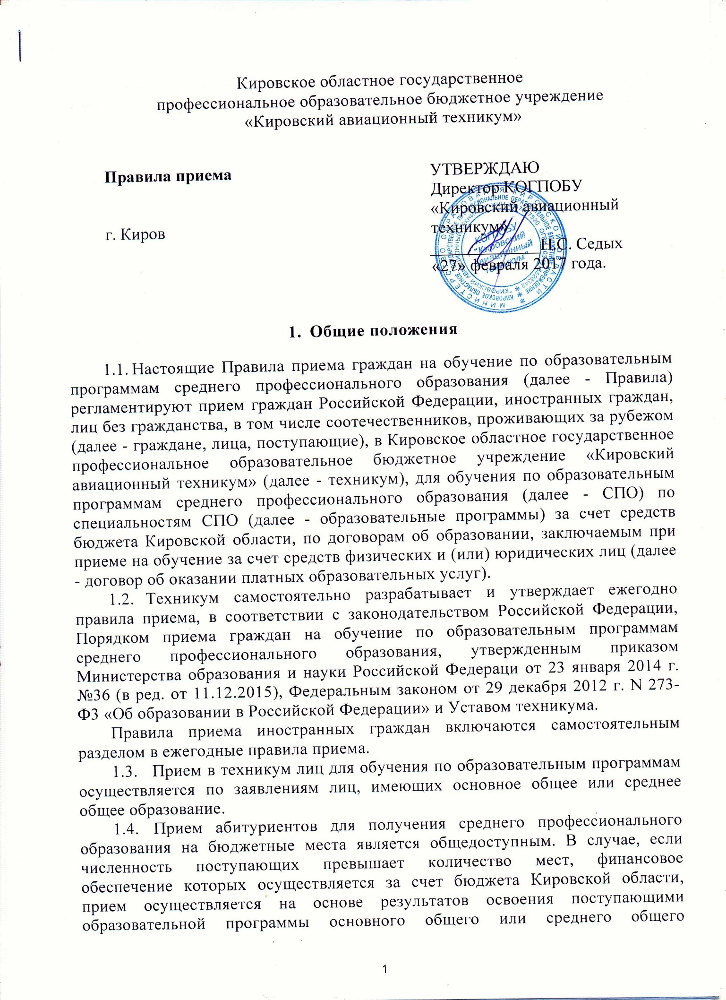 Кировское областное государственное
профессиональное образовательное бюджетное учреждение
«Кировский авиационный техникум»
Правила приема
г. Киров
УТВЕРЖДАЮ
Директор КОГПОБУ
«Кировский авиационный
техникум»
Н.С. Седых
«27» февраля 2017 года.
КОГПОБУ
"Кировский
авиационный
техникум"
1. Общие положения
1.1. Настоящие Правила приема граждан на обучение по образовательным
программам среднего профессионального образования (далее - Правила)
регламентируют прием граждан Российской Федерации, иностранных граждан,
лиц без гражданства, в том числе соотечественников, проживающих за рубежом
(далее - граждане, лица, поступающие), в Кировское областное государственное
профессиональное образовательное бюджетное учреждение «Кировский
авиационный техникум» (далее - техникум), для обучения по образовательным
программам среднего профессионального образования (далее - СПО) по
специальностям СПО (далее - образовательные программы) за счет средств
бюджета Кировской области, по договорам об образовании, заключаемым при
приеме на обучение за счет средств физических и (или) юридических лиц (далее
- договор об оказании платных образовательных услуг).
1.2. Техникум самостоятельно разрабатывает и утверждает ежегодно
правила приема, в соответствии с законодательством Российской Федерации,
Порядком приема граждан на обучение по образовательным программам
среднего профессионального образования, утвержденным приказом
Министерства образования и науки Российской Федераци от 23 января 2014 г.
№36 (в ред. от 11.12.2015), Федеральным законом от 29 декабря 2012 г. N 273-
ФЗ «Об образовании в Российской Федерации» и Уставом техникума.
Правила приема иностранных граждан включаются самостоятельным
разделом в ежегодные правила приема.
1.3. Прием в техникум лиц для обучения по образовательным программам
осуществляется по заявлениям лиц, имеющих основное общее или среднее
общее образование.
1.4. Прием абитуриентов для получения среднего профессионального
образования на бюджетные места является общедоступным. В случае, если
численность поступающих превышает количество мест, финансовое
обеспечение которых осуществляется за счет бюджета Кировской области,
прием осуществляется на основе результатов освоения поступающими
образовательной программы основного общего или среднего общего
1